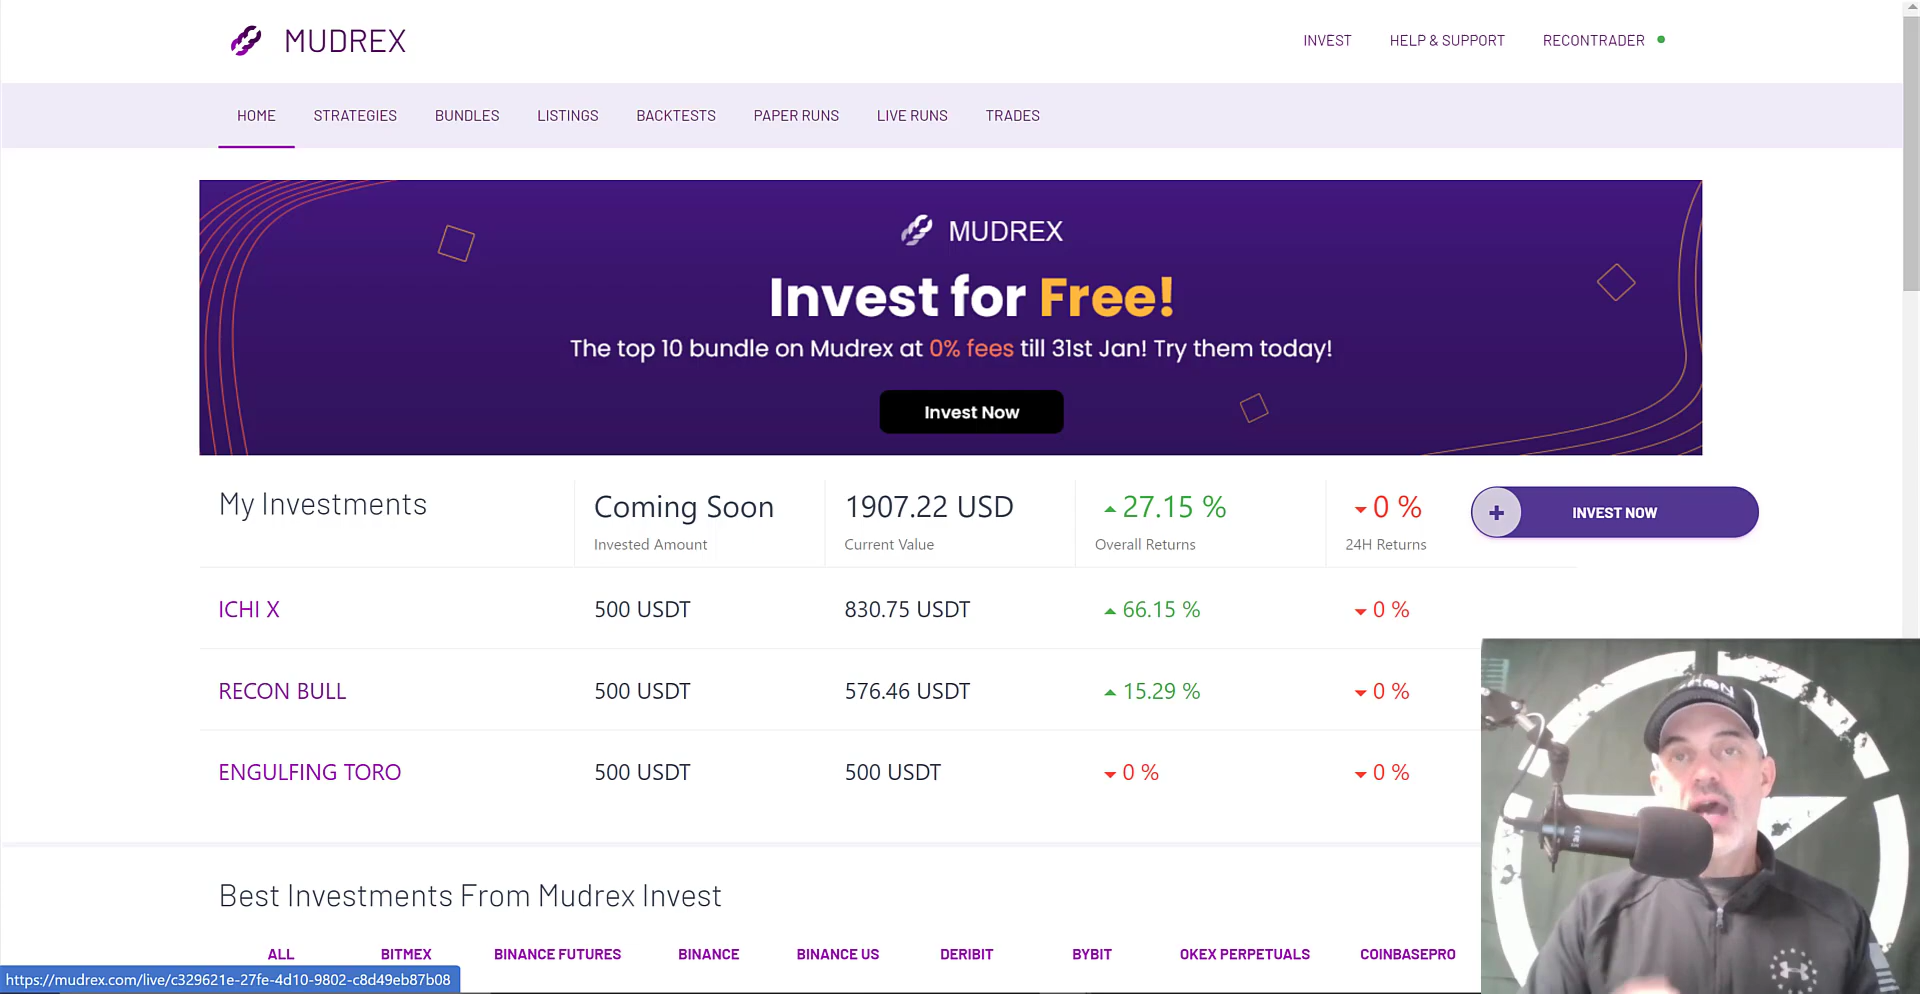 MUDREX
INVEST
HELP & SUPPORT
RECONTRADER
HOME
STRATEGIES
BUNDLES
LISTINGS
BACKTESTS
PAPER RUNS
LIVE RUNS
TRADES
MUDREX
Invest for Free!
The top 10 bundle on Mudrex at 0% fees till 31st Jan! Try them today!
Invest Now
My Investments
Coming Soon
Invested Amount
1907.22 USD
Current Value
27.15 %
Overall Returns
0 %
24H Returns
+ INVEST NOW
ICHI X 500 USDT 830.75 USDT 66.15 % 0 %
RECON BULL 500 USDT 576.46 USDT 15.29 % 0 %
ENGULFING TORO 500 USDT 500 USDT 0 % 0 %
Best Investments From Mudrex Invest
ALL
BITMEX
BINANCE FUTURES
BINANCE
BINANCE US
DERIBIT
BYBIT
OKEX PERPETUALS
COINBASEPRO
https://mudrex.com/live/c329621e-27fe-4d10-9802-c8d49eb87b08